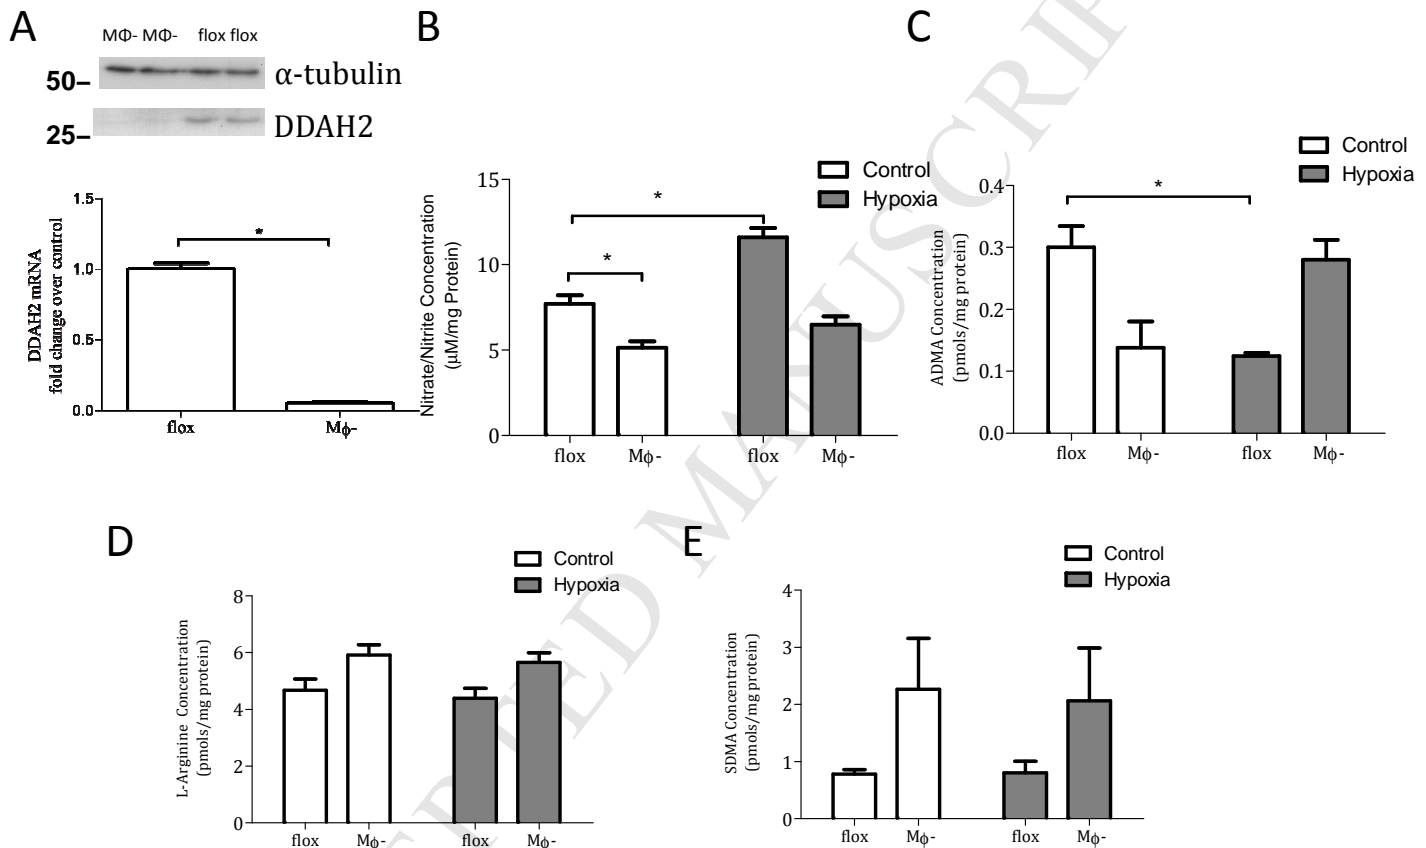 A
MΦ- MΦ- flox flox
50–
α-tubulin
25–
DDAH2
DDAH2 mRNA
fold change over control
1.5
1.0
0.5
0.0
*
flox
Mϕ-
B
Control
Hypoxia
Nitrate/Nitrite Concentration
(µM/mg Protein)
15
10
5
0
*
*
flox
Mϕ-
flox
Mϕ-
C
Control
Hypoxia
ADMA Concentration
(pmols/mg protein)
0.4
0.3
0.2
0.1
0.0
*
flox
Mϕ-
flox
Mϕ-
D
Control
Hypoxia
L-Arginine Concentration
(pmols/mg protein)
8
6
4
2
0
flox
Mϕ-
flox
Mϕ-
E
Control
Hypoxia
SDMA Concentration
(pmols/mg protein)
4
3
2
1
0
flox
Mϕ-
flox
Mϕ-
PTED MANUSCRIP